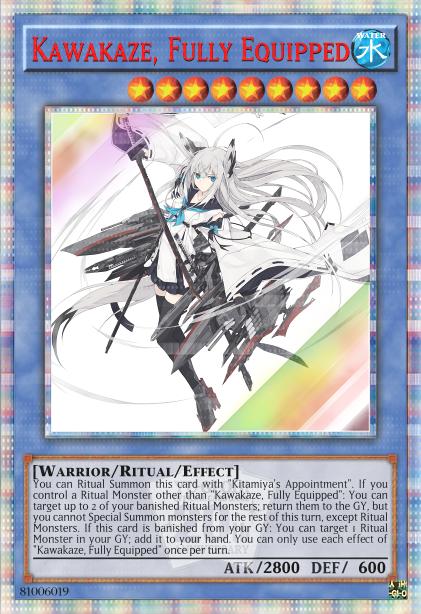 Kawakaze, Fully Equipped
WATER
水
[Warrior/Ritual/Effect]
You can Ritual Summon this card with "Kitamiya's Appointment". If you
control a Ritual Monster other than "Kawakaze, Fully Equipped": You can
target up to 2 of your banished Ritual Monsters; return them to the GY, but
you cannot Special Summon monsters for the rest of this turn, except Ritual
Monsters. If this card is banished from your GY: You can target 1 Ritual
Monster in your GY; add it to your hand. You can only use each effect of
"Kawakaze, Fully Equipped" once per turn.
ATK/2800 DEF/ 600
81006019